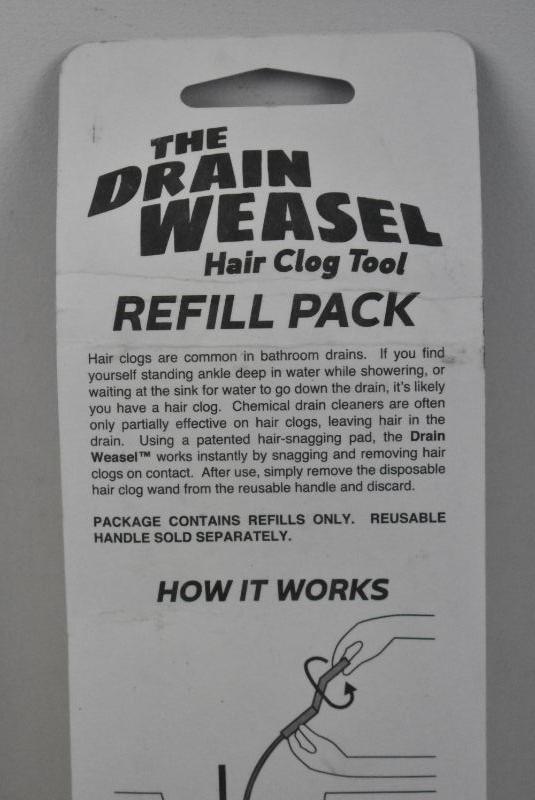 THE
DRAIN
WEASEL
Hair Clog Tool
REFILL PACK
Hair clogs are common in bathroom drains. If you find
yourself standing ankle deep in water while showering, or
waiting at the sink for water to go down the drain, it's likely
you have a hair clog. Chemical drain cleaners are often
only partially effective on hair clogs, leaving hair in the
drain. Using a patented hair-snagging pad, the Drain
Weasel™ works instantly by snagging and removing hair
clogs on contact. After use, simply remove the disposable
hair clog wand from the reusable handle and discard.
PACKAGE CONTAINS REFILLS ONLY. REUSABLE
HANDLE SOLD SEPARATELY.
HOW IT WORKS